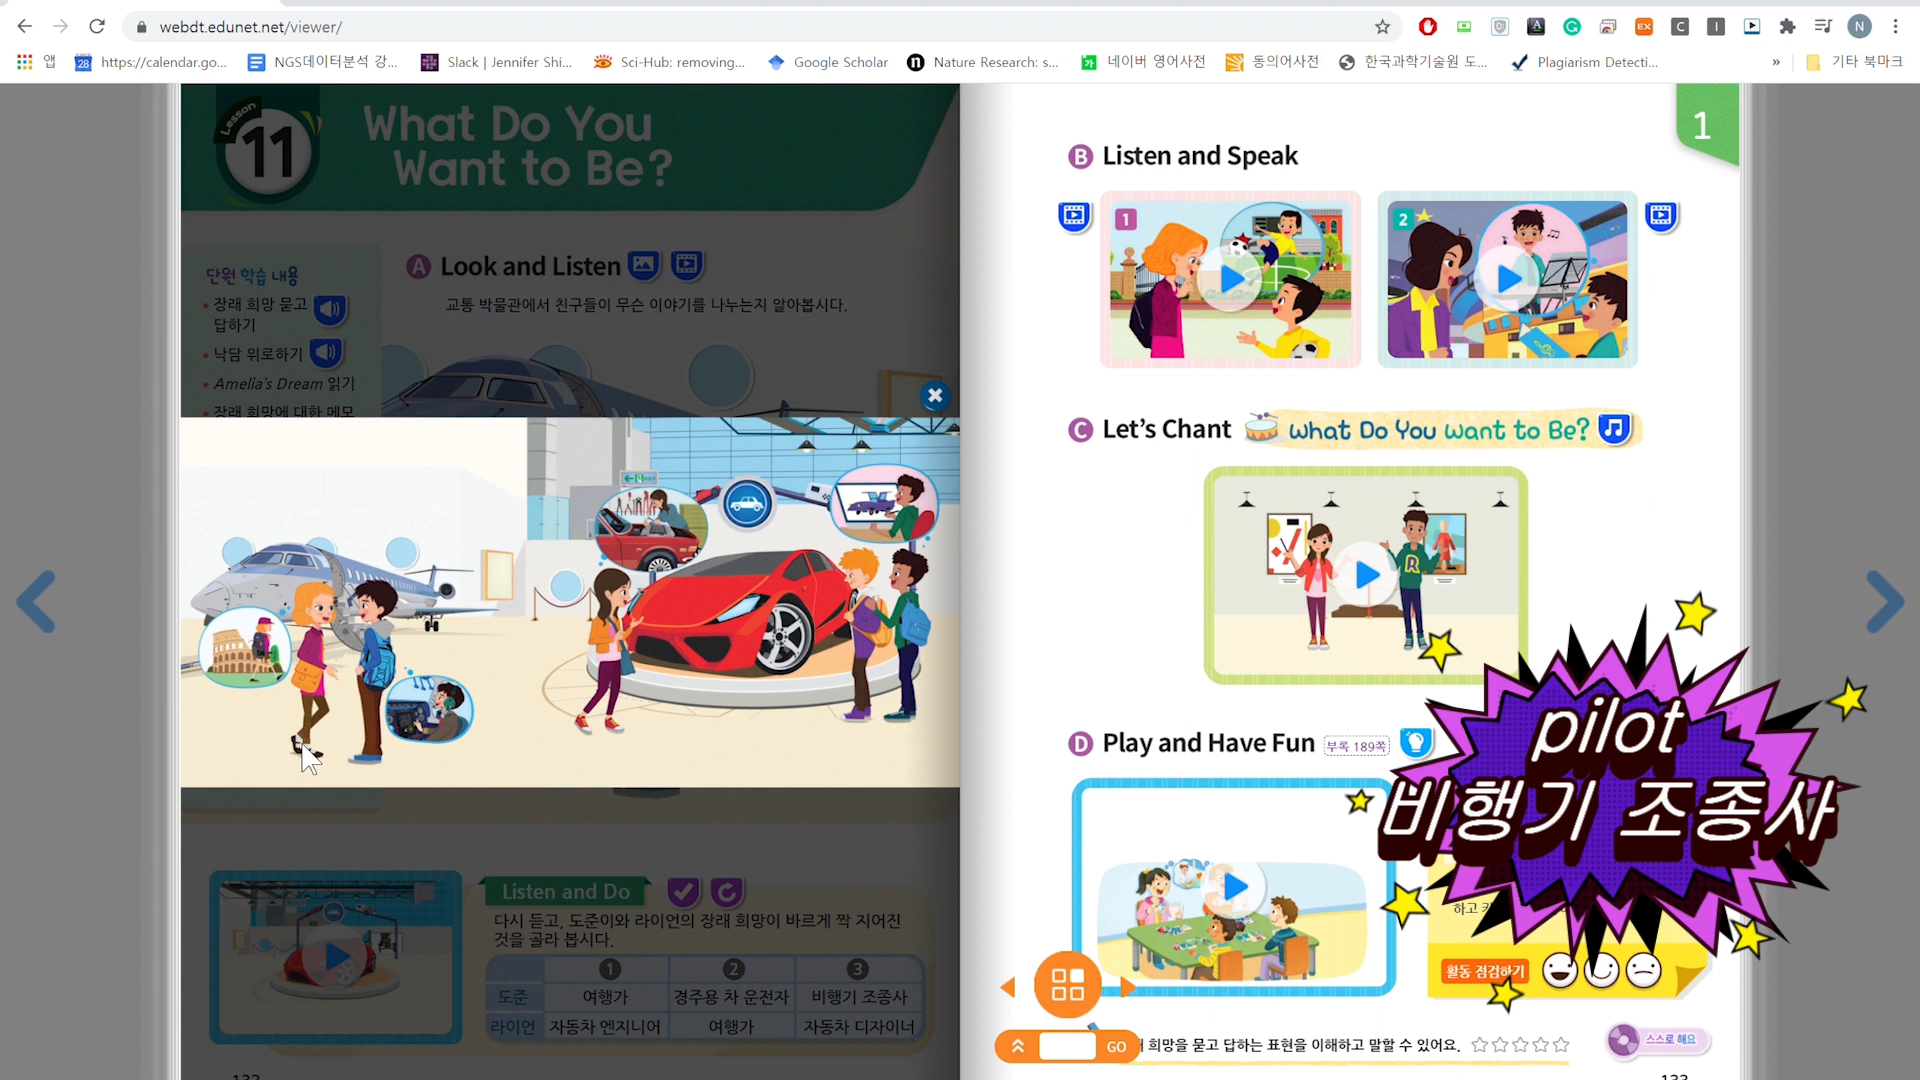 webdt.edunet.net/viewer/
앱
28
https://calendar.go...
NGS데이터분석 강...
Slack | Jennifer Shi...
Sci-Hub: removing...
Google Scholar
Nature Research: s...
네이버 영어사전
동의어사전
한국과학기술원 도...
Plagiarism Detecti...
»
기타 북마크
Lesson
11
What Do You
Want to Be?
단원 학습 내용
장래 희망 묻고
답하기
낙담 위로하기
Amelia's Dream 읽기
장래 희망에 대한 메모
A Look and Listen
교통 박물관에서 친구들이 무슨 이야기를 나누는지 알아봅시다.
Listen and Do
다시 듣고, 도준이와 라이언의 장래 희망이 바르게 짝 지어진
것을 골라 봅시다.
1 2 3
도준 여행가 경주용 차 운전자 비행기 조종사
라이언 자동차 엔지니어 여행가 자동차 디자이너
132
1
B Listen and Speak
1
2
C Let's Chant What Do You Want to Be?
R
D Play and Have Fun 부록 189쪽
pilot
비행기 조종사
활동 점검하기
희망을 묻고 답하는 표현을 이해하고 말할 수 있어요.
스스로 해요
GO
133